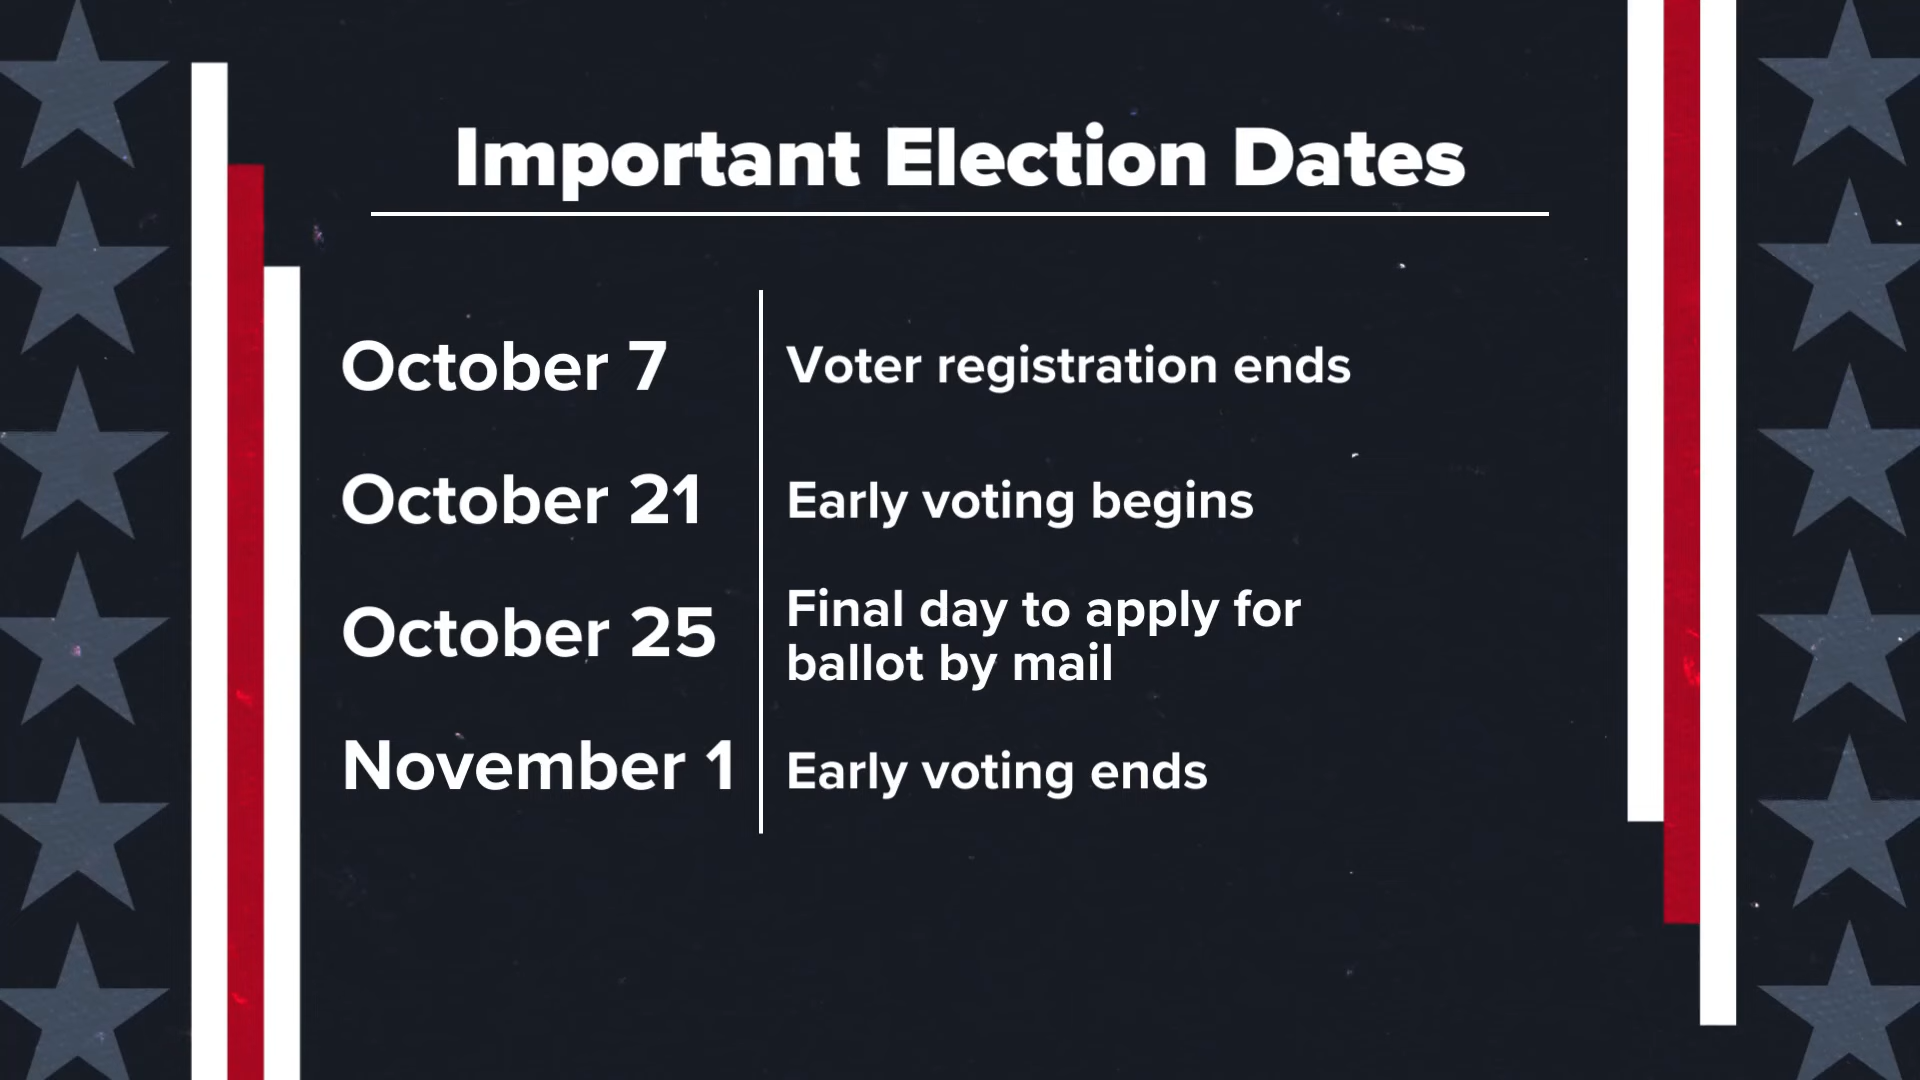 Important Election Dates
October 7
Voter registration ends
October 21
Early voting begins
October 25
Final day to apply for
ballot by mail
November 1
Early voting ends